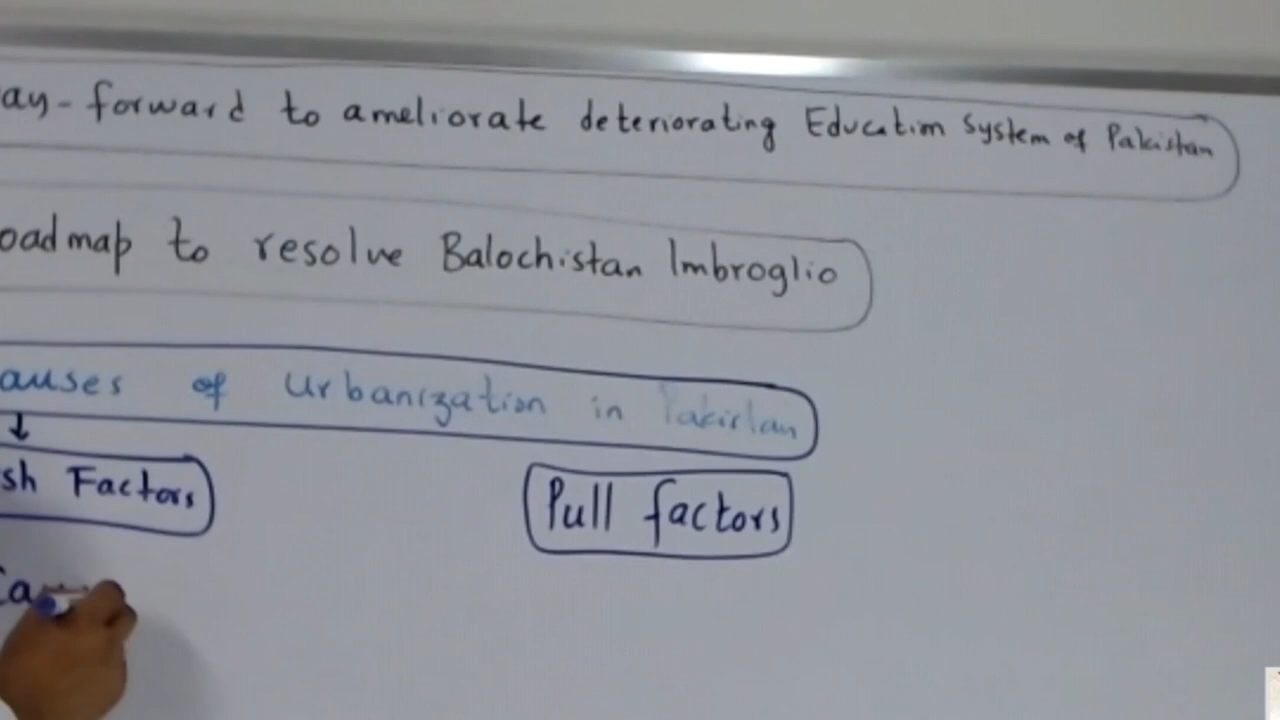 ay - forward to ameliorate deteriorating Education System of Pakistan
oadmap to resolve Balochistan Imbroglio
auses of Urbanization in Pakistan
sh Factors
Pull factors
Ca